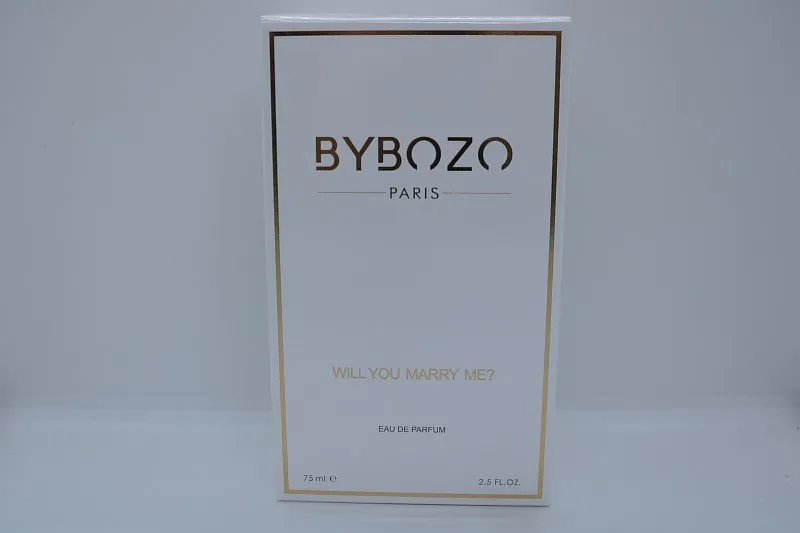 BYBOZO
PARIS
WILL YOU MARRY ME?
EAU DE PARFUM
75 ml ℮
2.5 FL.OZ.